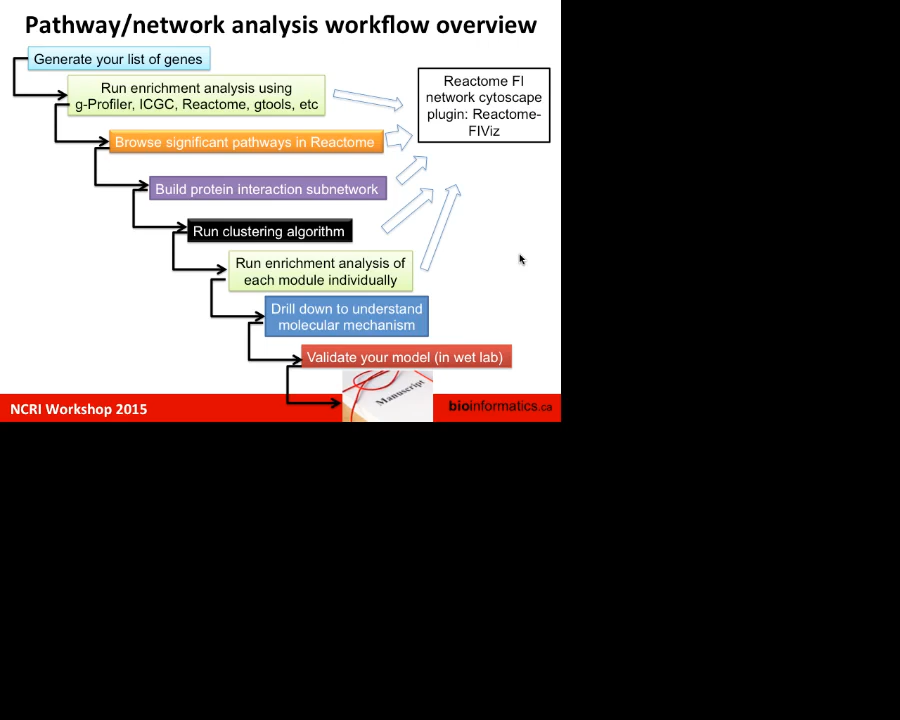 Pathway/network analysis workflow overview
Generate your list of genes
Run enrichment analysis using
g-Profiler, ICGC, Reactome, gtools, etc
Reactome FI
network cytoscape
plugin: Reactome-
FIViz
Browse significant pathways in Reactome
Build protein interaction subnetwork
Run clustering algorithm
Run enrichment analysis of
each module individually
Drill down to understand
molecular mechanism
Validate your model (in wet lab)
Manuscript
NCRI Workshop 2015
bioinformatics.ca